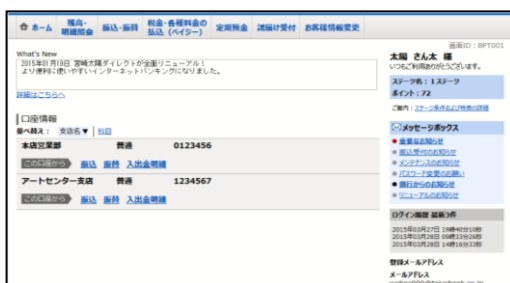 ホーム
残高・明細照会
振込・振替
税金・各種料金の払込(ペイジー)
定期預金
諸届け受付
お客様情報変更
画面ID:BPT001
What's New
2015年01月19日 宮崎太陽ダイレクトが全面リニューアル!
より便利に使いやすいインターネットバンキングになりました。
詳細はこちらへ
口座情報
並べ替え: 支店名▼ | 科目
本店営業部 普通 0123456
この口座から 振込 振替 入出金明細
アートセンター支店 普通 1234567
この口座から 振込 振替 入出金明細
太陽 さん太 様
いつもご利用ありがとうございます。
ステージ名:1ステージ
ポイント:72
ご案内:ステージ条件および特典の詳細
メッセージボックス
重要なお知らせ
振込受付のお知らせ
メンテナンスのお知らせ
パスワード変更のお願い
銀行からのお知らせ
リニューアルのお知らせ
ログイン履歴 最新3件
2015年03月27日 19時40分10秒
2015年03月28日 09時33分26秒
2015年03月28日 14時16分33秒
登録メールアドレス
メールアドレス